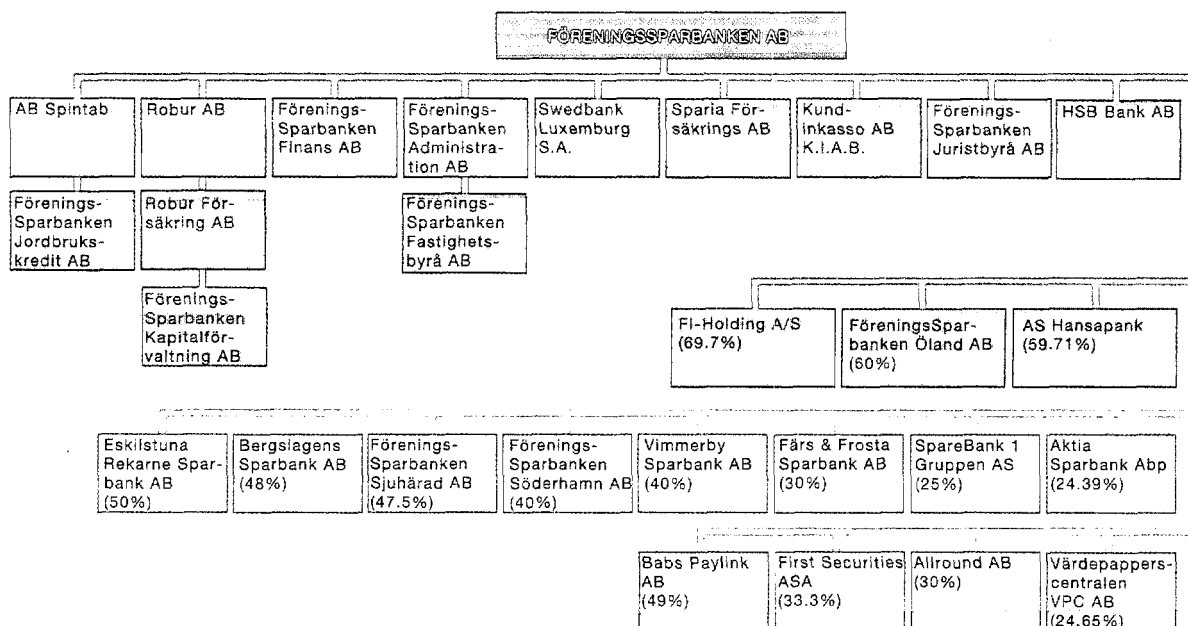 FÖRENINGSSPARBANKEN AB
AB Spintab
Robur AB
Förenings-
Sparbanken
Finans AB
Förenings-
Sparbanken
Administra-
tion AB
Swedbank
Luxemburg
S.A.
Sparia För-
säkrings AB
Kund-
inkasso AB
K.I.A.B.
Förenings-
Sparbanken
Juristbyrå AB
HSB Bank AB
Förenings-
Sparbanken
Jordbruks-
kredit AB
Robur För-
säkring AB
Förenings-
Sparbanken
Fastighets-
byrå AB
Förenings-
Sparbanken
Kapitalför-
valtning AB
FI-Holding A/S
(69.7%)
FöreningsSpar-
banken Öland AB
(60%)
AS Hansapank
(59.71%)
Eskilstuna
Rekarne Spar-
bank AB
(50%)
Bergslagens
Sparbank AB
(48%)
Förenings-
Sparbanken
Sjuhärad AB
(47.5%)
Förenings-
Sparbanken
Söderhamn AB
(40%)
Vimmerby
Sparbank AB
(40%)
Färs & Frosta
Sparbank AB
(30%)
SpareBank 1
Gruppen AS
(25%)
Aktia
Sparbank Abp
(24.39%)
Babs Paylink
AB
(49%)
First Securities
ASA
(33.3%)
Allround AB
(30%)
Värdepappers-
centralen
VPC AB
(24.65%)